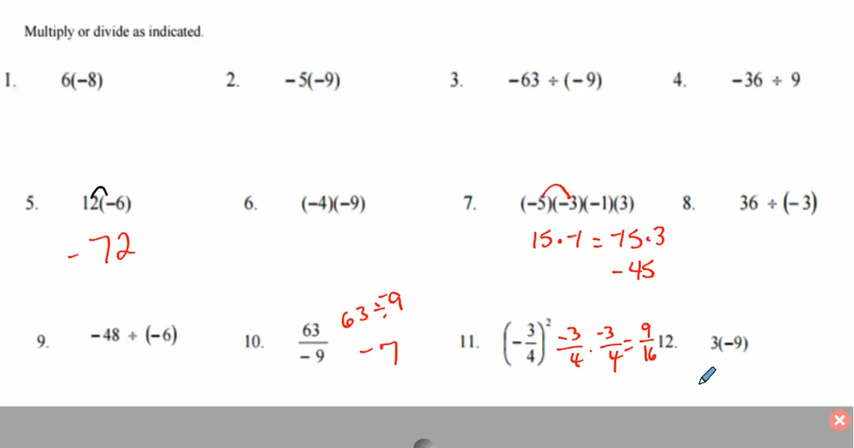 Multiply or divide as indicated.
1. 6(−8) 2. −5(−9) 3. −63 ÷ (−9) 4. −36 ÷ 9
5. 12(−6) 6. (−4)(−9) 7. (−5)(−3)(−1)(3) 8. 36 ÷ (−3)
−72 15·-1 = 75·3
−45
9. −48 ÷ (−6) 10. 63/−9 63÷−9 11. (−3/4)² −3/4 · −3/4 = 9/16 12. 3(−9)
−7